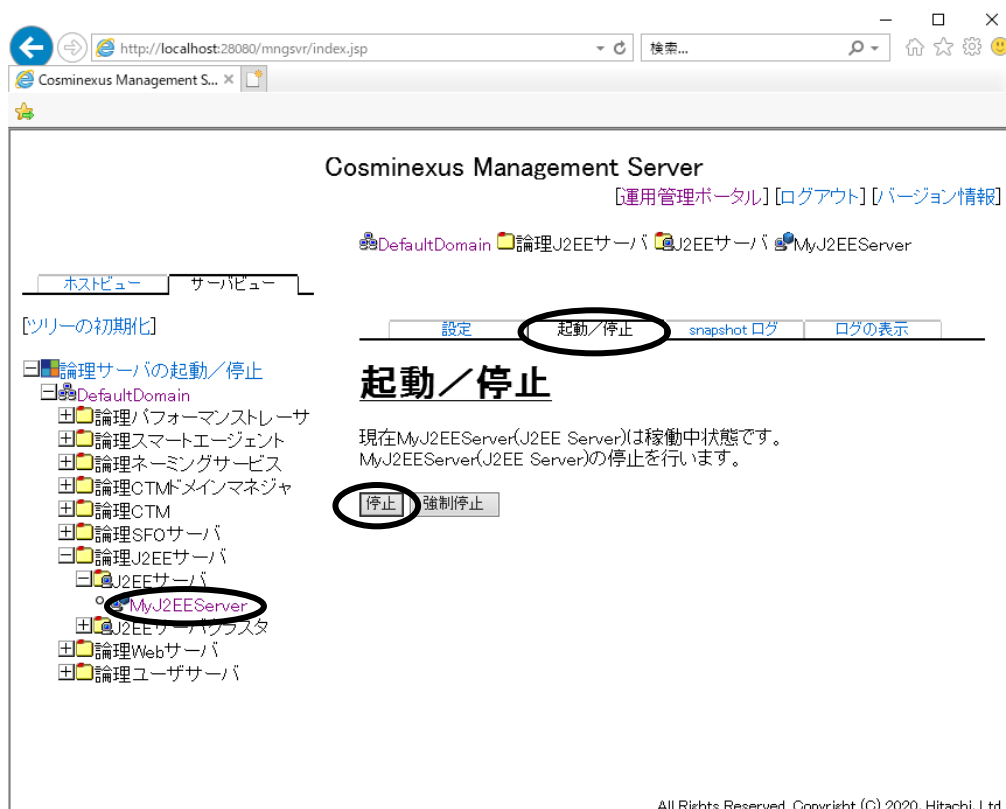 http://localhost:28080/mngsvr/index.jsp
検索...
Cosminexus Management S...
Cosminexus Management Server
[運用管理ポータル] [ログアウト] [バージョン情報]
DefaultDomain 論理J2EEサーバ J2EEサーバ MyJ2EEServer
ホストビュー サーバビュー
[ツリーの初期化]
設定 起動／停止 snapshot ログ ログの表示
論理サーバの起動／停止
DefaultDomain
論理パフォーマンストレーサ
論理スマートエージェント
論理ネーミングサービス
論理CTMドメインマネジャ
論理CTM
論理SFOサーバ
論理J2EEサーバ
J2EEサーバ
MyJ2EEServer
J2EEサーバクラスタ
論理Webサーバ
論理ユーザサーバ
起動／停止
現在MyJ2EEServer(J2EE Server)は稼働中状態です。
MyJ2EEServer(J2EE Server)の停止を行います。
停止 強制停止
All Rights Reserved. Copyright (C) 2020, Hitachi, Ltd.